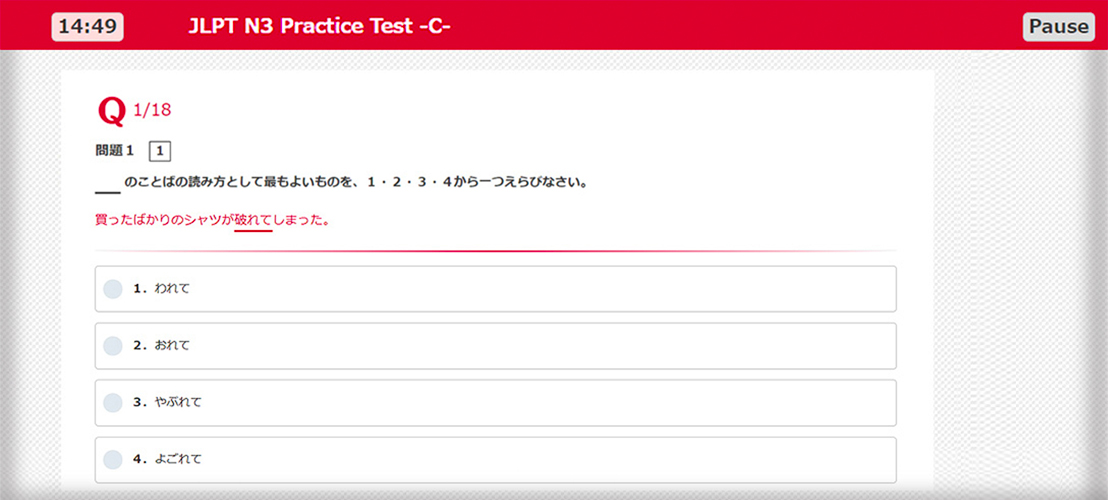 14:49 JLPT N3 Practice Test -C- Pause
Q 1/18
問題1 1
___のことばの読み方として最もよいものを、1・2・3・4から一つえらびなさい。
買ったばかりのシャツが破れてしまった。
1. われて
2. おれて
3. やぶれて
4. よごれて